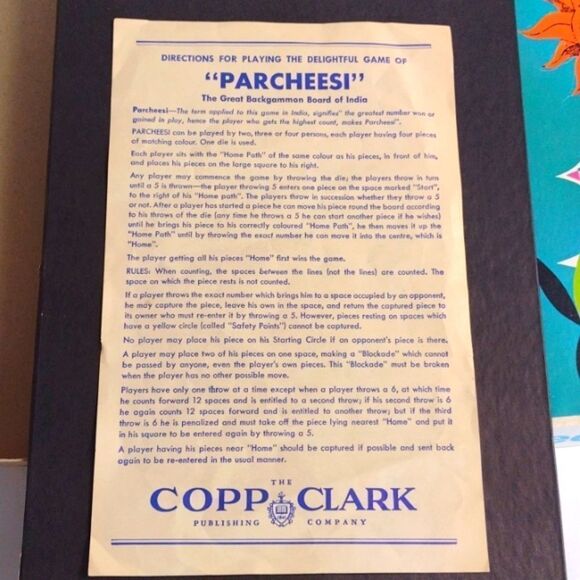 DIRECTIONS FOR PLAYING THE DELIGHTFUL GAME OF
"PARCHEESI"
The Great Backgammon Board of India
Parcheesi—The term applied to this game in India, signifies" the greatest number won or
gained in play, hence the player who gets the highest count, makes Parcheesi".
PARCHEESI can be played by two, three or four persons, each player having four pieces
of matching colour. One die is used.
Each player sits with the "Home Path" of the same colour as his pieces, in front of him,
and places his pieces on the large square to his right.
Any player may commence the game by throwing the die; the players throw in turn
until a 5 is thrown—the player throwing 5 enters one piece on the space marked "Start",
to the right of his "Home path". The players throw in succession whether they throw a 5
or not. After a player has started a piece he can move his piece round the board according
to his throws of the die (any time he throws a 5 he can start another piece if he wishes)
until he brings his piece to his correctly coloured "Home Path", he then moves it up the
"Home Path" until by throwing the exact number he can move it into the centre, which is
"Home".
The player getting all his pieces "Home" first wins the game.
RULES: When counting, the spaces between the lines (not the lines) are counted. The
space on which the piece rests is not counted.
If a player throws the exact number which brings him to a space occupied by an opponent,
he may capture the piece, leave his own in the space, and return the captured piece to
its owner who must re-enter it by throwing a 5. However, pieces resting on spaces which
have a yellow circle (called "Safety Points") cannot be captured.
No player may place his piece on his Starting Circle if an opponent's piece is there.
A player may place two of his pieces on one space, making a "Blockade" which cannot
be passed by anyone, even the player's own pieces. This "Blockade" must be broken
when the player has no other possible move.
Players have only one throw at a time except when a player throws a 6, at which time
he counts forward 12 spaces and is entitled to a second throw; if his second throw is 6
he again counts 12 spaces forward and is entitled to another throw; but if the third
throw is 6 he is penalized and must take off the piece lying nearest "Home" and put it
in his square to be entered again by throwing a 5.
A player having his pieces near "Home" should be captured if possible and sent back
again to be re-entered in the usual manner.
THE
COPP CLARK
PUBLISHING COMPANY